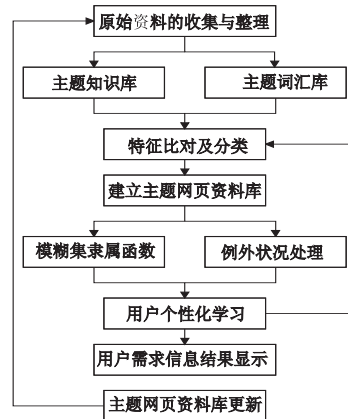 原始资料的收集与整理
主题知识库
主题词汇库
特征比对及分类
建立主题网页资料库
模糊集隶属函数
例外状况处理
用户个性化学习
用户需求信息结果显示
主题网页资料库更新